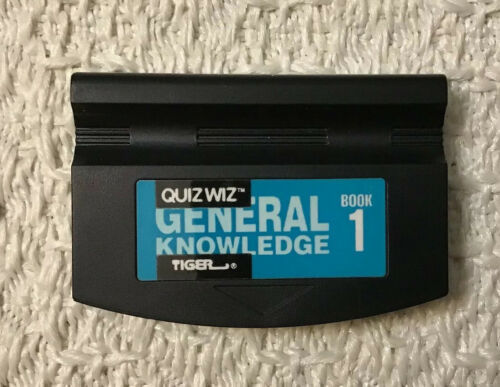 QUIZ WIZ™
GENERAL
KNOWLEDGE
BOOK
1
TIGER®